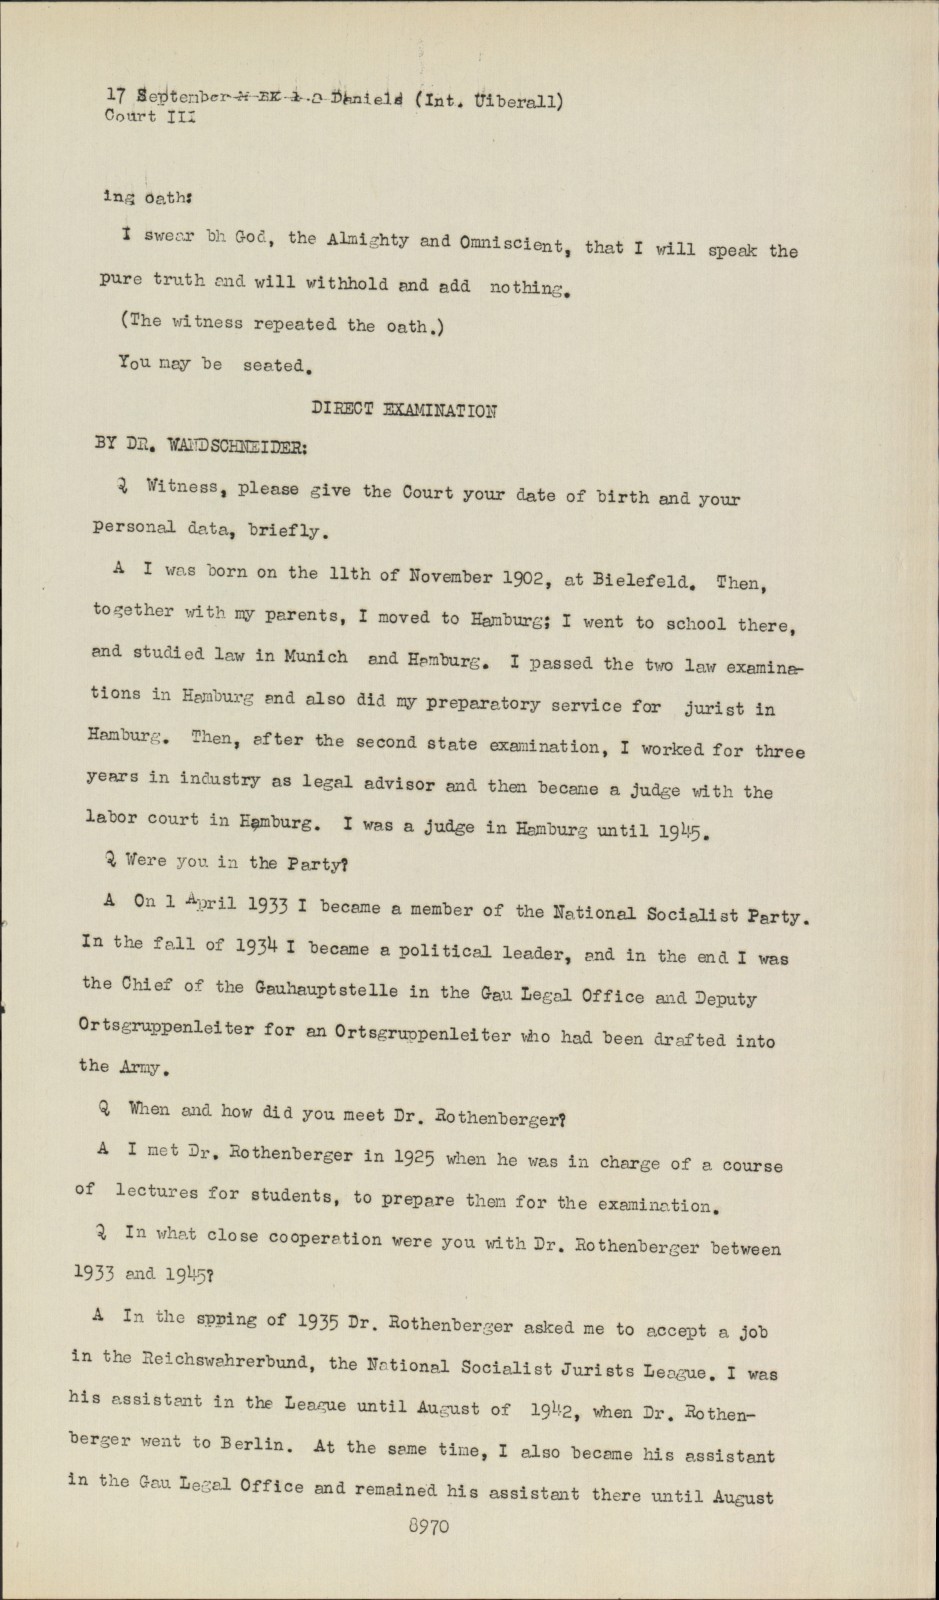 17 September-M-BK-1-D-Daniels (Int. Uiberall)
Court III
ing oath:
I swear bh God, the Almighty and Omniscient, that I will speak the
pure truth and will withhold and add nothing.
(The witness repeated the oath.)
You may be seated.
DIRECT EXAMINATION
BY DR. WANDSCHNEIDER:
Q Witness, please give the Court your date of birth and your
personal data, briefly.
A I was born on the 11th of November 1902, at Bielefeld. Then,
together with my parents, I moved to Hamburg; I went to school there,
and studied law in Munich and Hamburg. I passed the two law examina-
tions in Hamburg and also did my preparatory service for jurist in
Hamburg. Then, after the second state examination, I worked for three
years in industry as legal advisor and then became a judge with the
labor court in Hamburg. I was a judge in Hamburg until 1945.
Q Were you in the Party?
A On 1 April 1933 I became a member of the National Socialist Party.
In the fall of 1934 I became a political leader, and in the end I was
the Chief of the Gauhauptstelle in the Gau Legal Office and Deputy
Ortsgruppenleiter for an Ortsgruppenleiter who had been drafted into
the Army.
Q When and how did you meet Dr. Rothenberger?
A I met Dr. Rothenberger in 1925 when he was in charge of a course
of lectures for students, to prepare them for the examination.
Q In what close cooperation were you with Dr. Rothenberger between
1933 and 1945?
A In the spping of 1935 Dr. Rothenberger asked me to accept a job
in the Reichswahrerbund, the National Socialist Jurists League. I was
his assistant in the League until August of 1942, when Dr. Rothen-
berger went to Berlin. At the same time, I also became his assistant
in the Gau Legal Office and remained his assistant there until August
8970